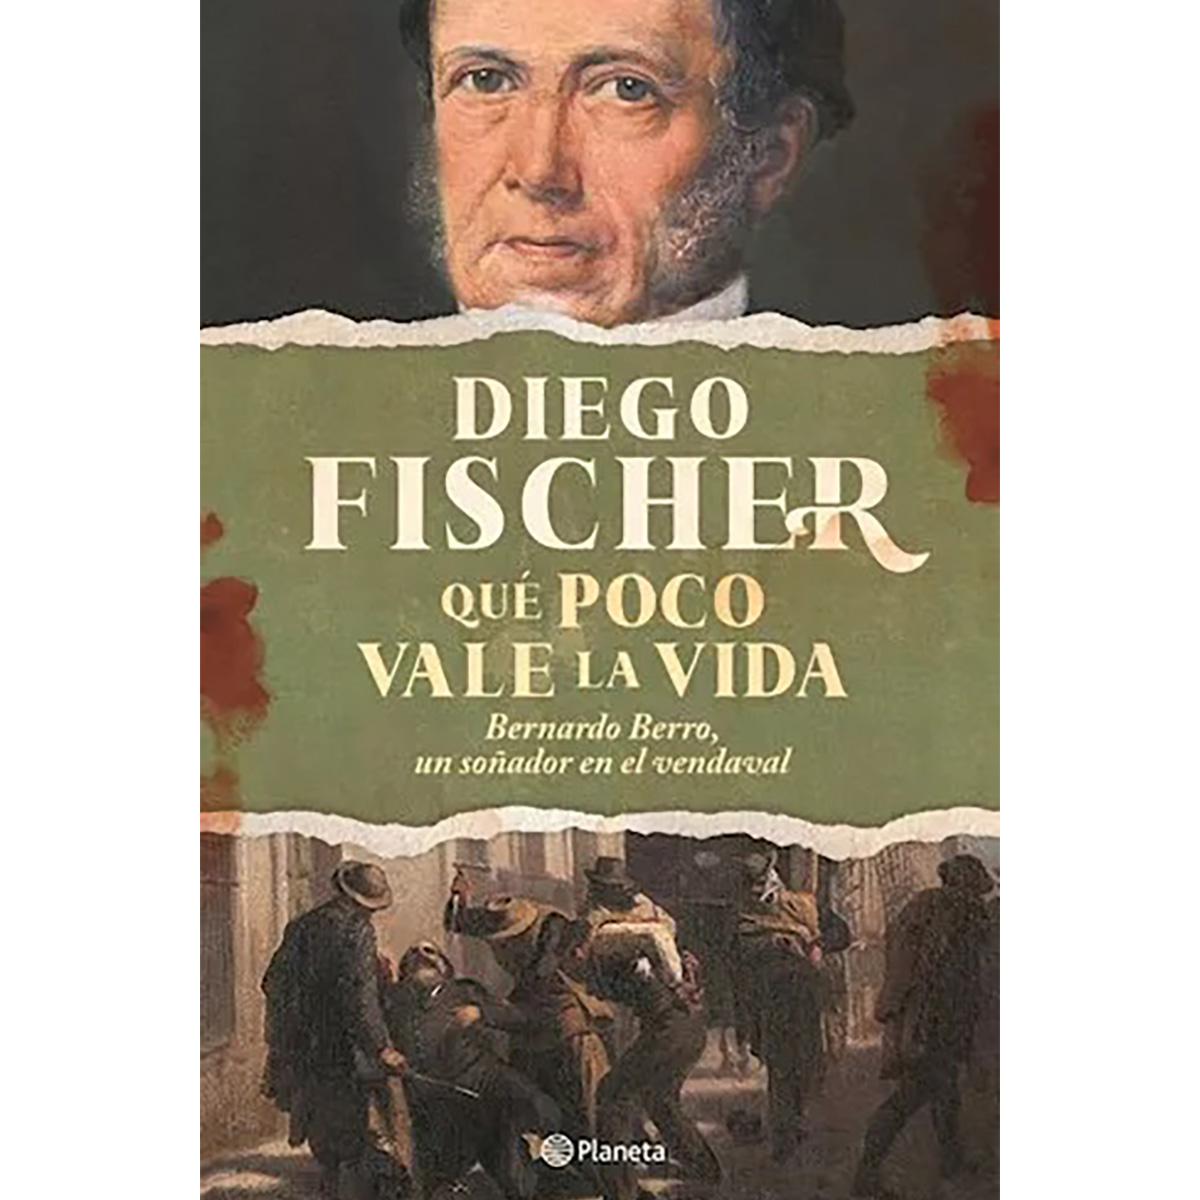 DIEGO
FISCHER
QUÉ POCO
VALE LA VIDA
Bernardo Berro,
un soñador en el vendaval
Planeta